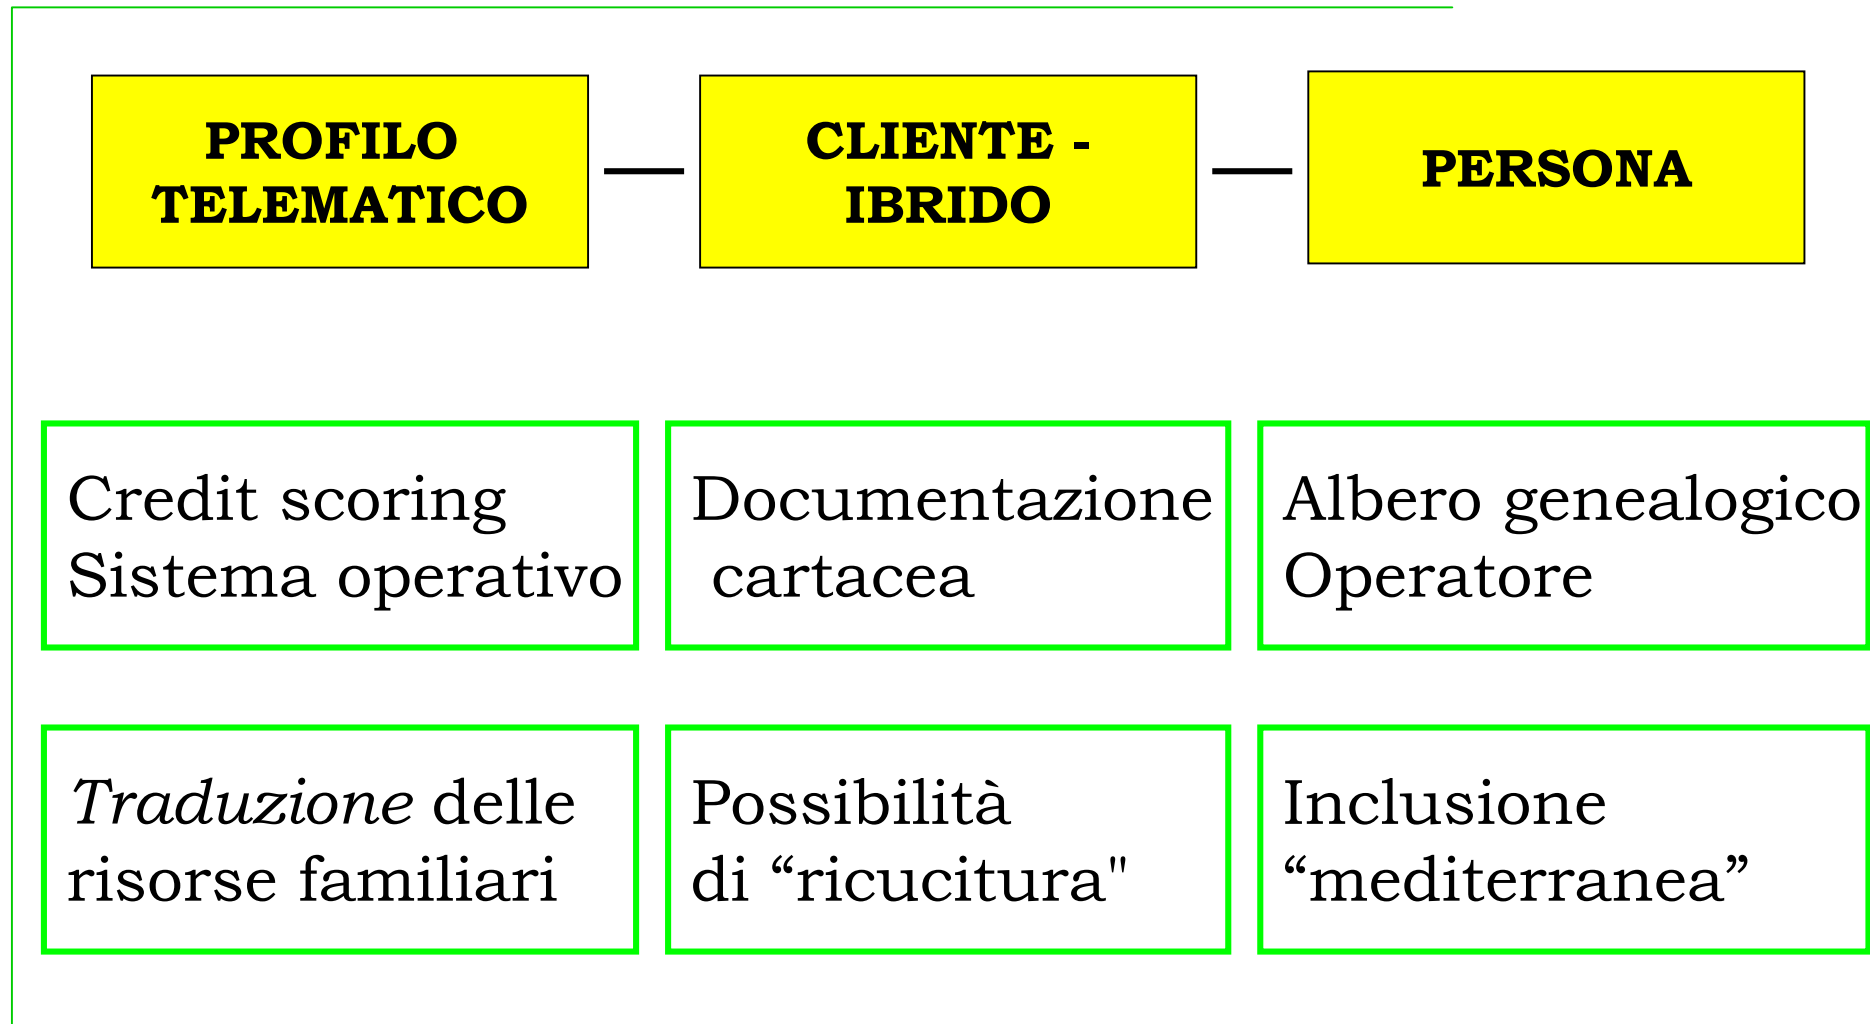 PROFILO
TELEMATICO
CLIENTE -
IBRIDO
PERSONA
Credit scoring
Sistema operativo
Documentazione
cartacea
Albero genealogico
Operatore
Traduzione delle
risorse familiari
Possibilità
di “ricucitura"
Inclusione
“mediterranea”